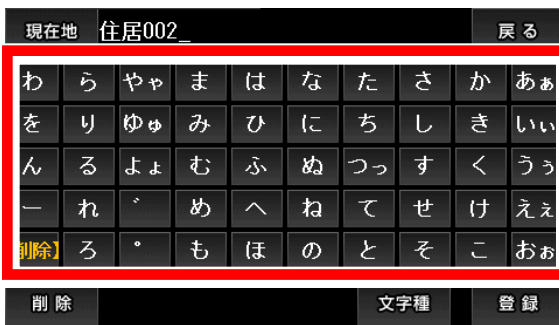 現在地 住居002_ 戻る
わ ら やゃ ま は な た さ か あぁ
を り ゆゅ み ひ に ち し き いぃ
ん る よょ む ふ ぬ つっ す く うぅ
ー れ ゛ め へ ね て せ け えぇ
削除】 ろ ゜ も ほ の と そ こ おぉ
削除 文字種 登録